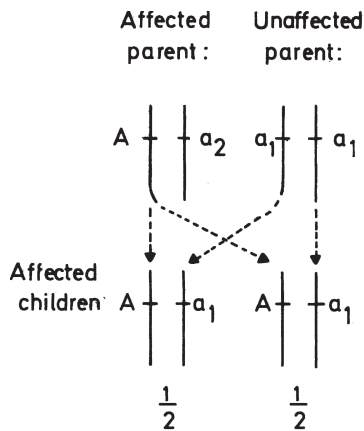 Affected Unaffected
parent: parent:
A a2 a1 a1
Affected
children A a1 A a1
1/2 1/2